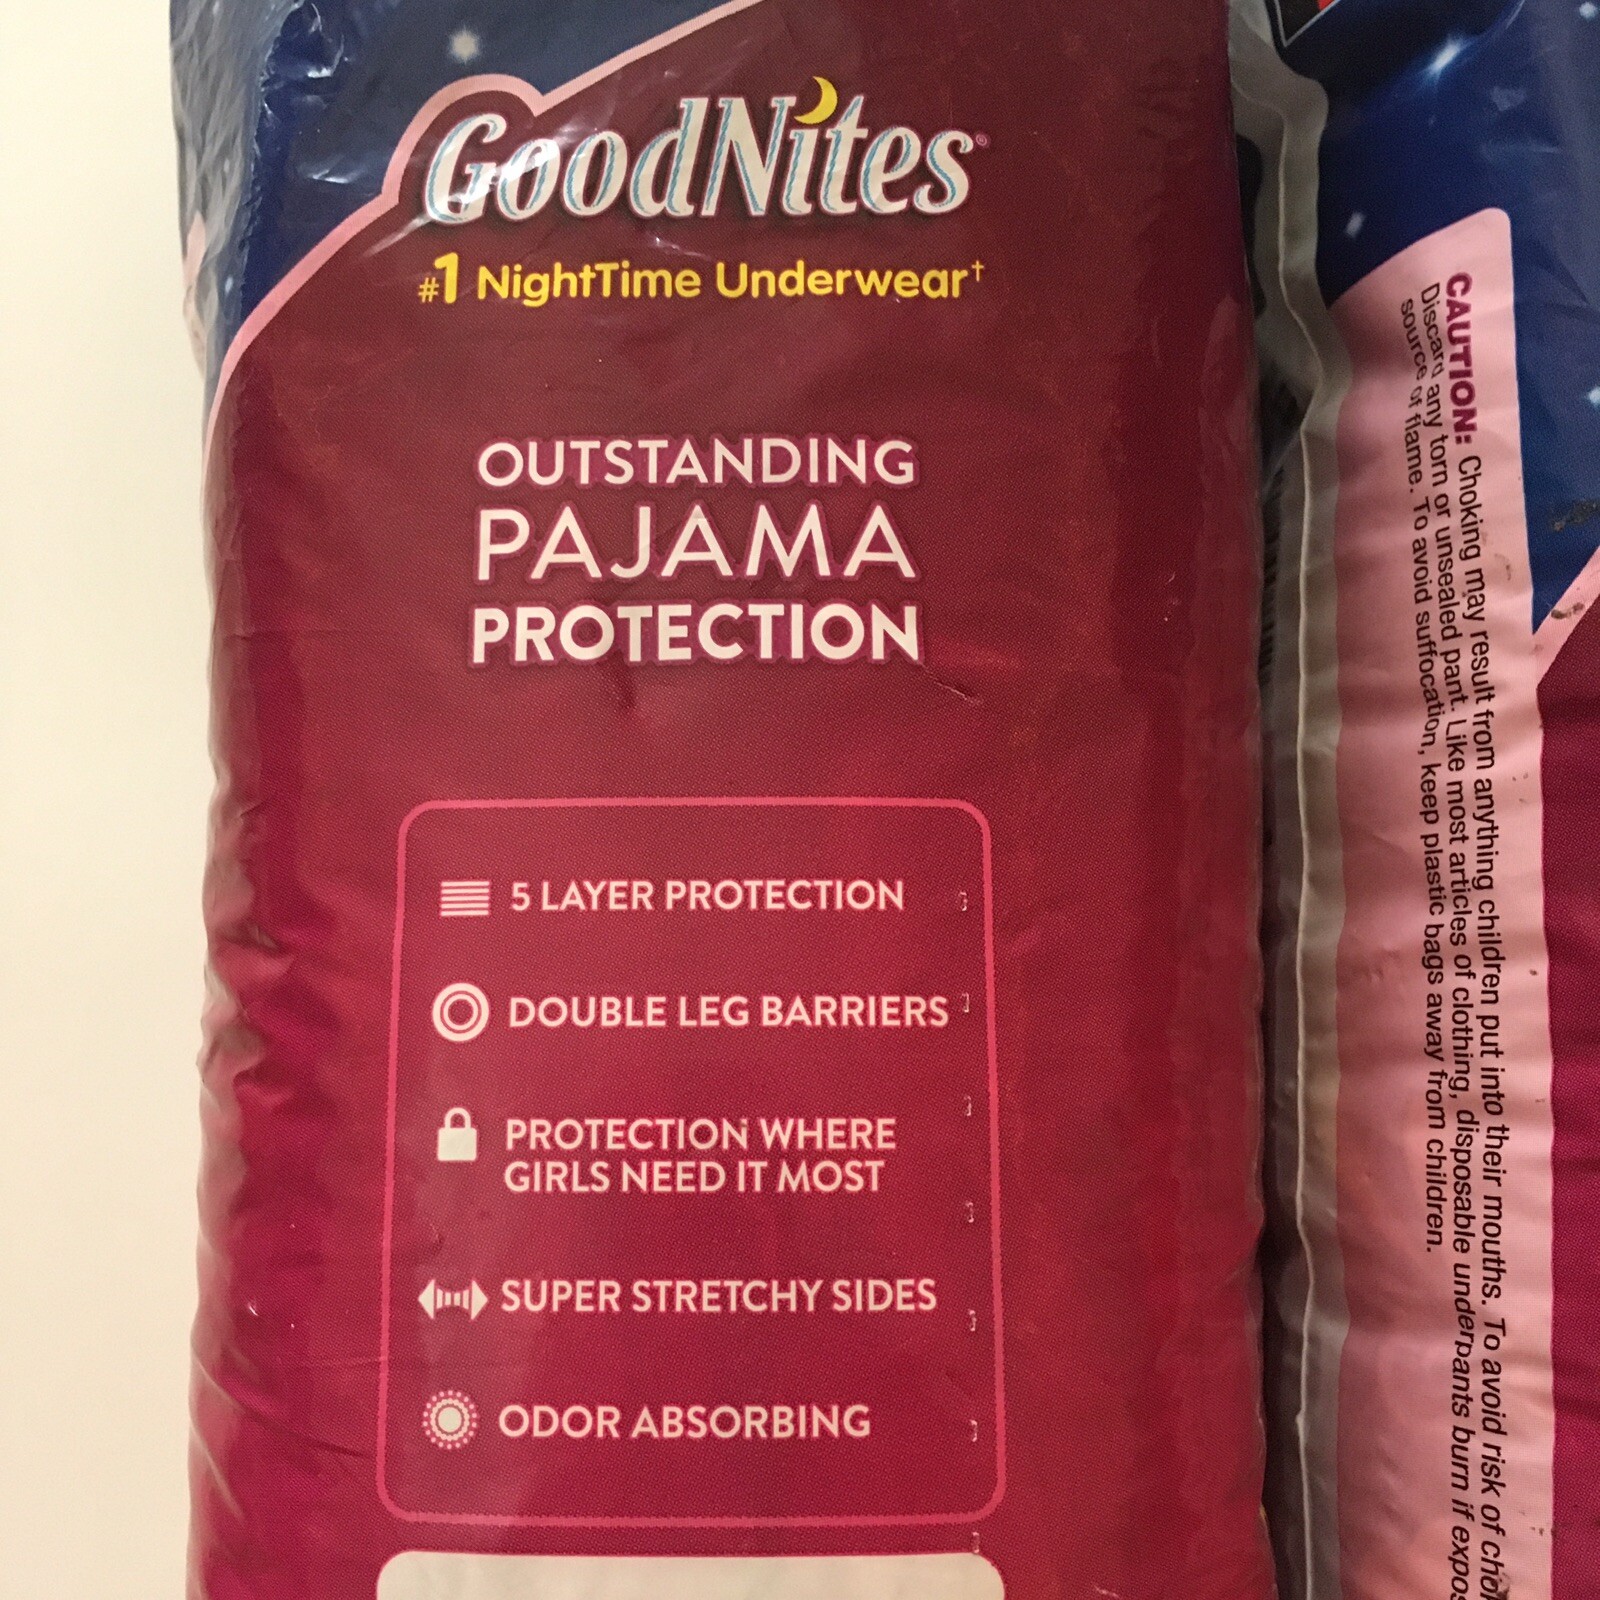 GoodNites®
#1 NightTime Underwear†
OUTSTANDING
PAJAMA
PROTECTION
5 LAYER PROTECTION
DOUBLE LEG BARRIERS
PROTECTION WHERE
GIRLS NEED IT MOST
SUPER STRETCHY SIDES
ODOR ABSORBING
CAUTION: Choking may result from anything children put into their mouths. To avoid risk of
Discard any torn or unsealed pant. Like most articles of clothing, disposable underpants burn if
source of flame. To avoid suffocation, keep plastic bags away from children.